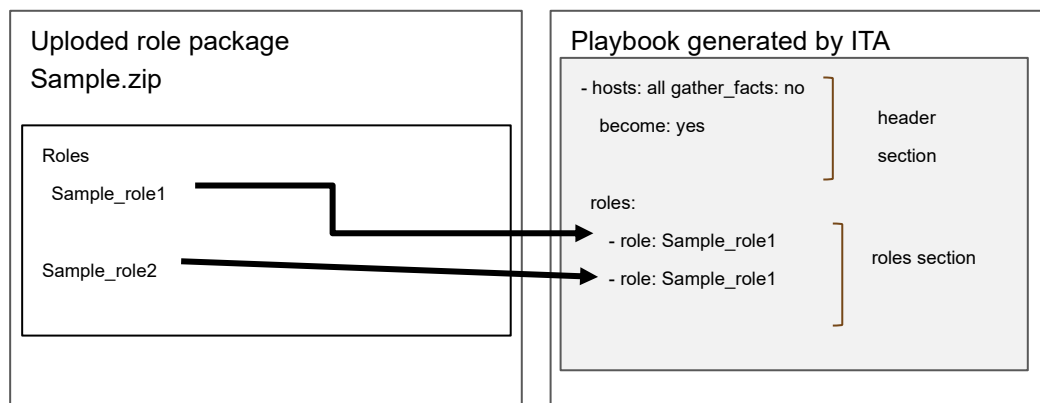 Uploded role package
Sample.zip
Roles
Sample_role1
Sample_role2
Playbook generated by ITA
- hosts: all gather_facts: no
become: yes
header
section
roles:
- role: Sample_role1
- role: Sample_role1
roles section